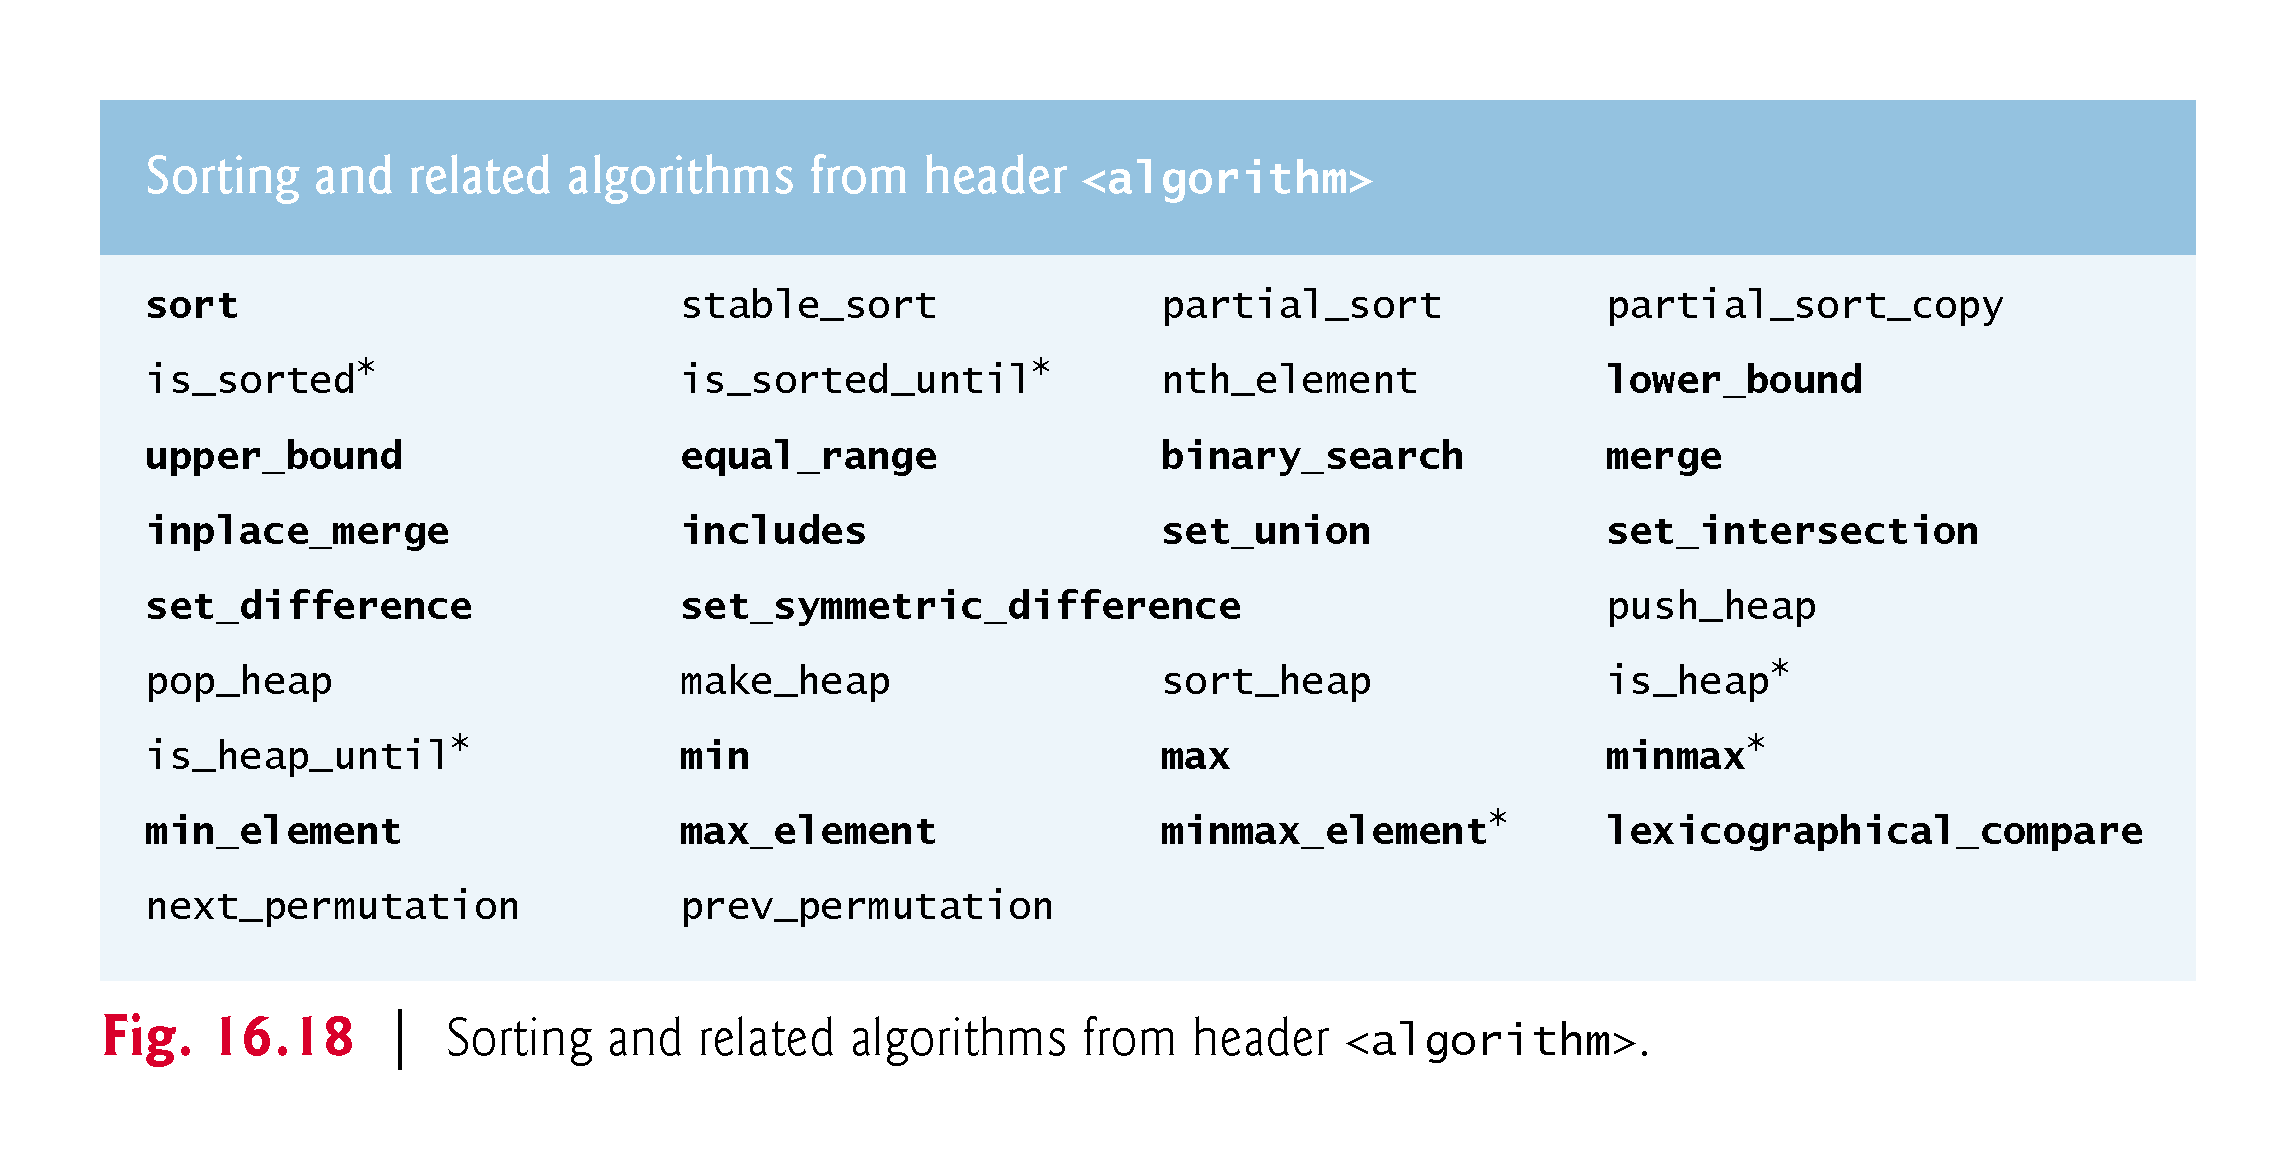 Sorting and related algorithms from header <algorithm>
sort stable_sort partial_sort partial_sort_copy
is_sorted* is_sorted_until* nth_element lower_bound
upper_bound equal_range binary_search merge
inplace_merge includes set_union set_intersection
set_difference set_symmetric_difference push_heap
pop_heap make_heap sort_heap is_heap*
is_heap_until* min max minmax*
min_element max_element minmax_element* lexicographical_compare
next_permutation prev_permutation
Fig. 16.18 | Sorting and related algorithms from header <algorithm>.